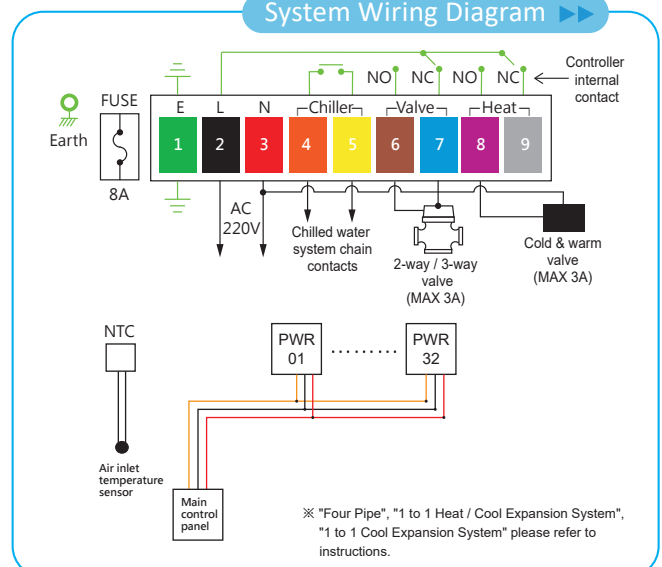 System Wiring Diagram
NO NC NO NC
Controller
internal
contact
Earth
FUSE
8A
E L N Chiller Valve Heat
1 2 3 4 5 6 7 8 9
AC
220V
Chilled water
system chain
contacts
2-way / 3-way
valve
(MAX 3A)
Cold & warm
valve
(MAX 3A)
NTC
Air inlet
temperature
sensor
PWR
01
.........
PWR
32
Main
control
panel
※ "Four Pipe", "1 to 1 Heat / Cool Expansion System",
"1 to 1 Cool Expansion System" please refer to
instructions.